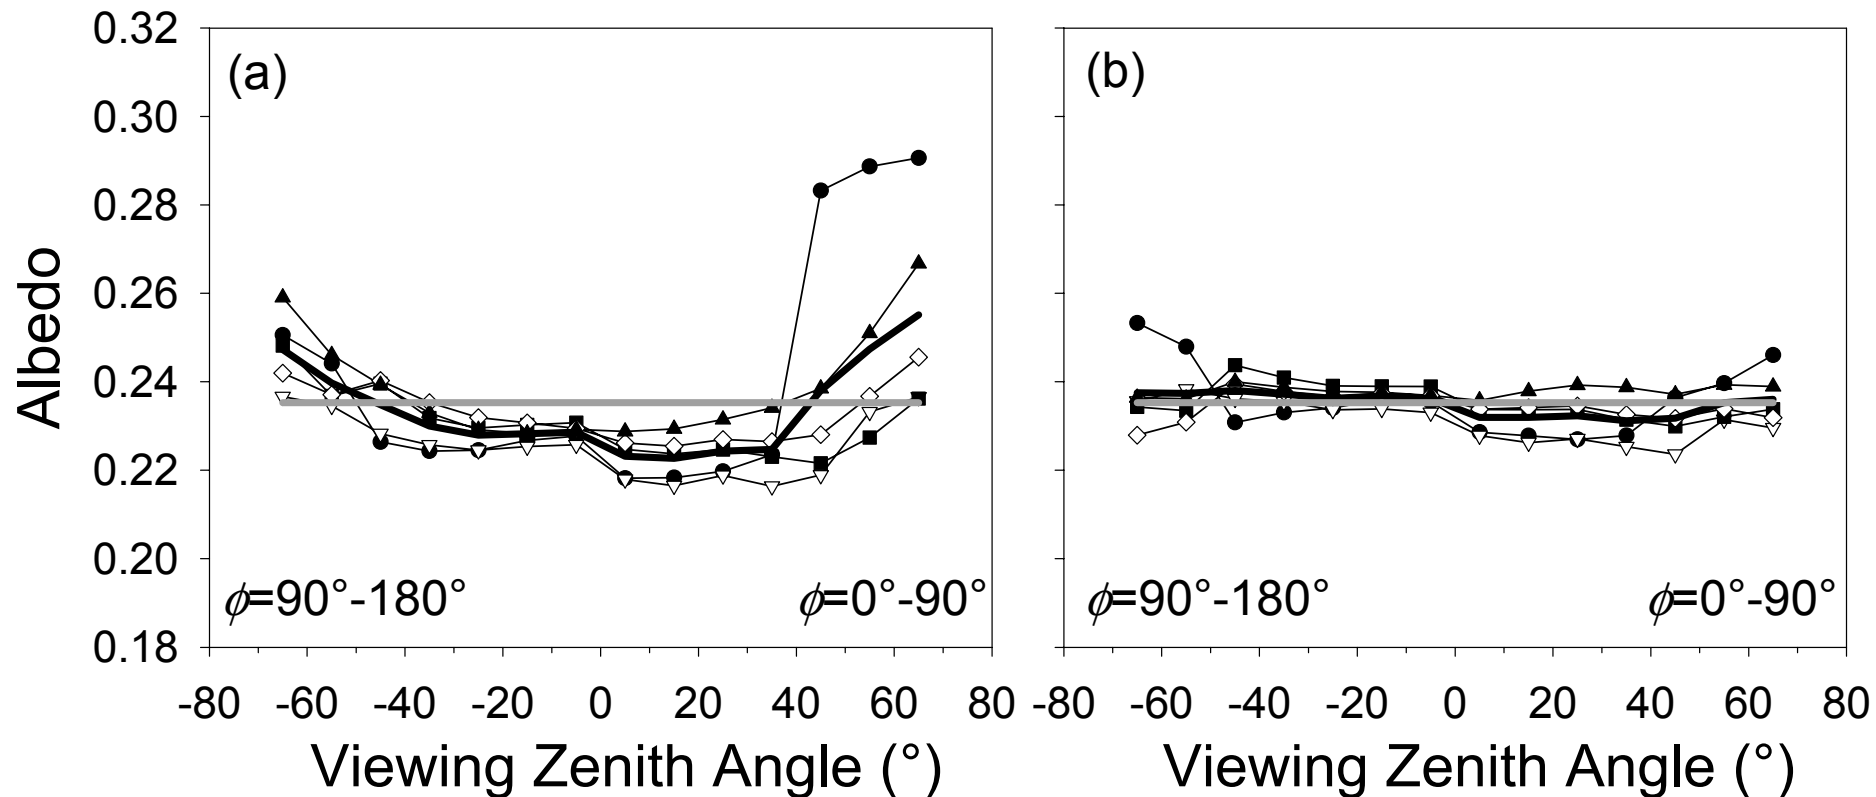 0.32
0.30
0.28
0.26
0.24
0.22
0.20
0.18
Albedo
(a)
ϕ=90°-180°
ϕ=0°-90°
-80 -60 -40 -20 0 20 40 60 80
Viewing Zenith Angle (°)
(b)
ϕ=90°-180°
ϕ=0°-90°
-80 -60 -40 -20 0 20 40 60 80
Viewing Zenith Angle (°)